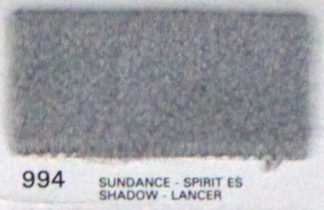 994 SUNDANCE - SPIRIT ES
SHADOW - LANCER